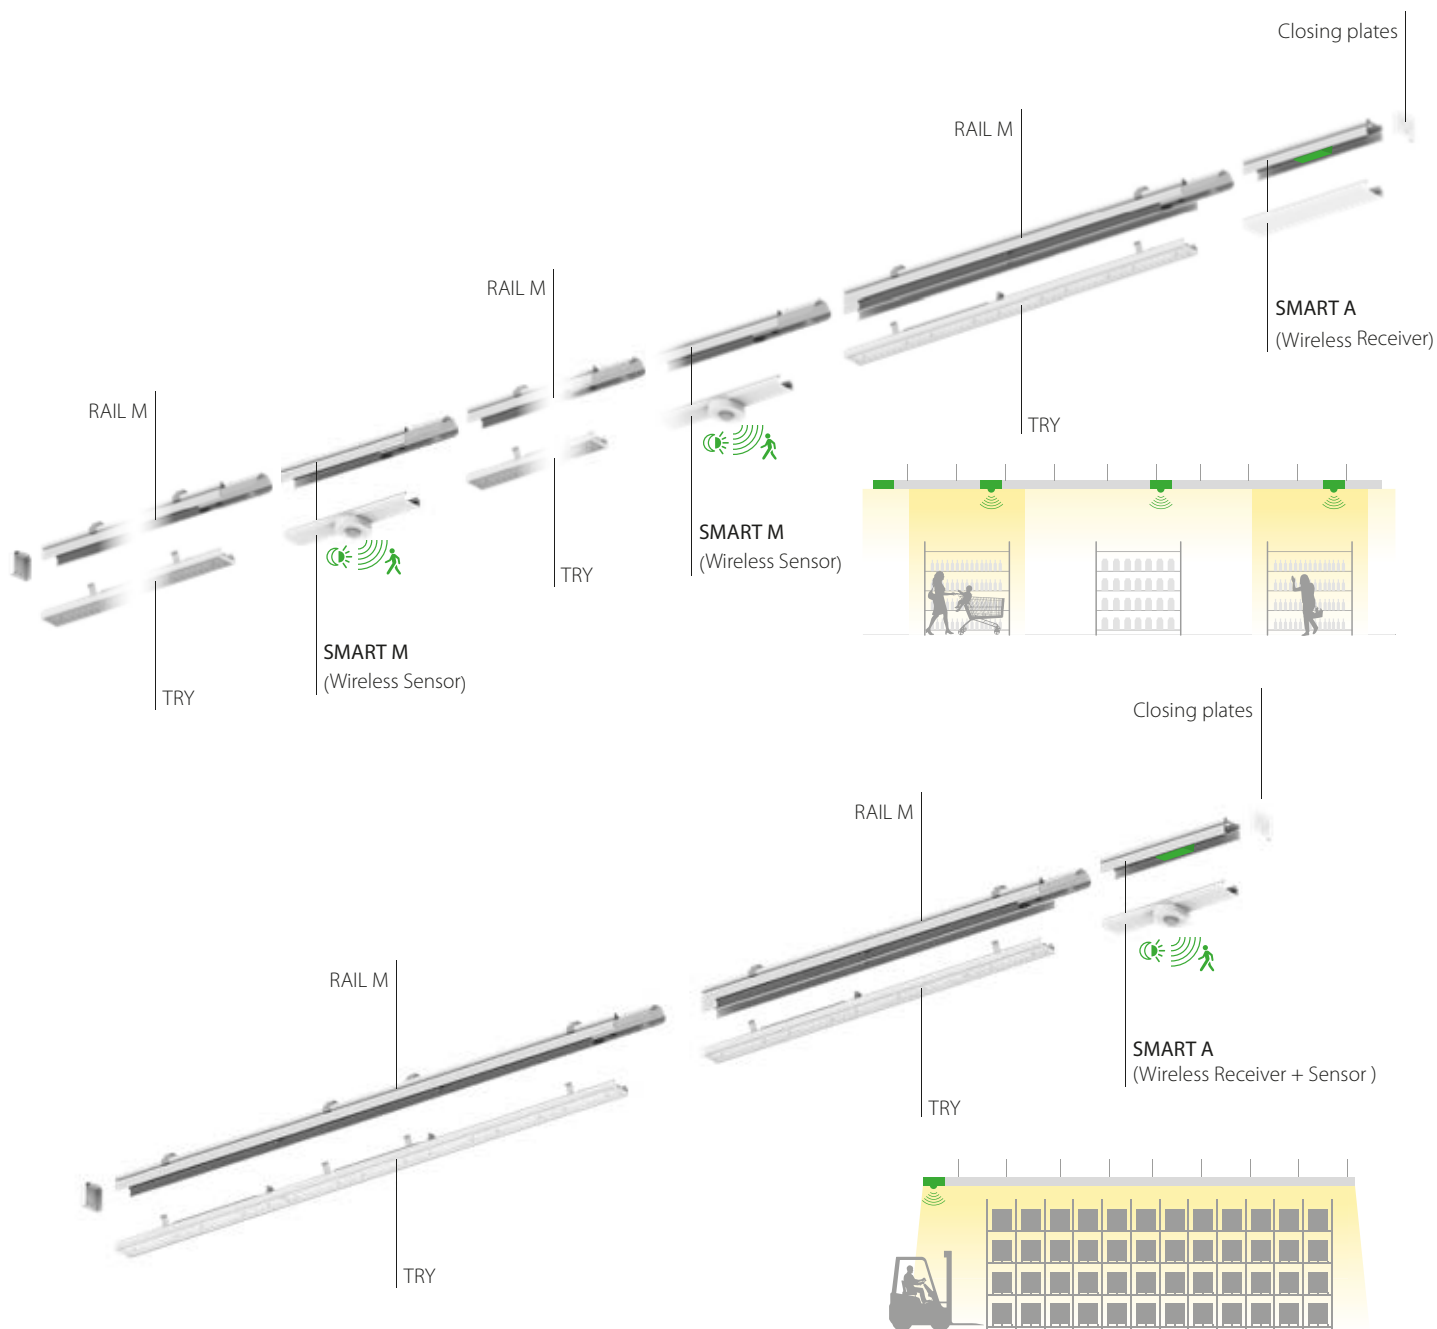 Closing plates
RAIL M
RAIL M
SMART A
(Wireless Receiver)
RAIL M
TRY
SMART M
(Wireless Sensor)
TRY
SMART M
(Wireless Sensor)
TRY
Closing plates
RAIL M
RAIL M
SMART A
(Wireless Receiver + Sensor )
TRY
TRY